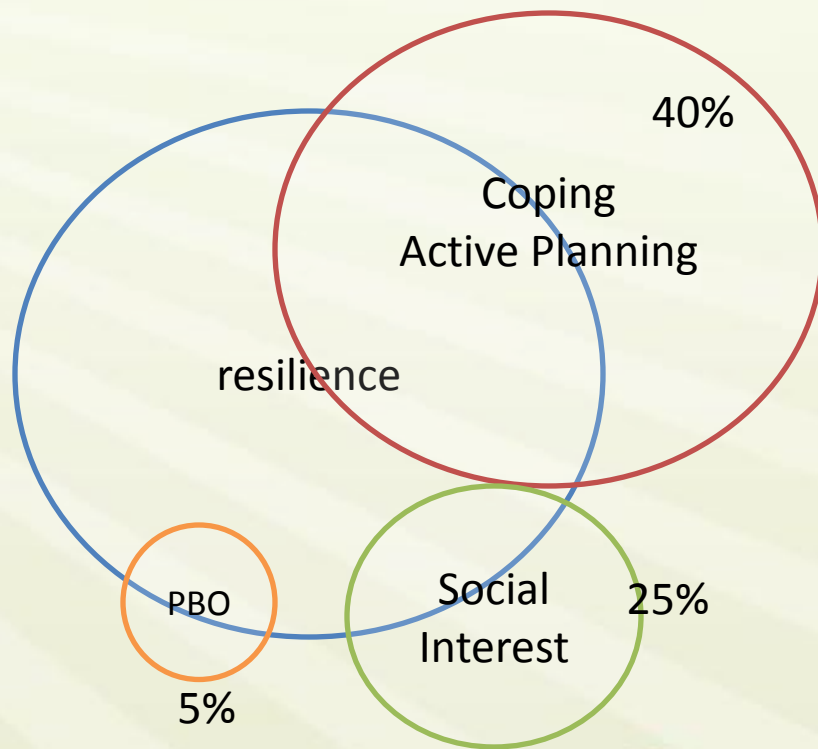 40%
Coping
Active Planning
resilience
PBO
Social
Interest
25%
5%